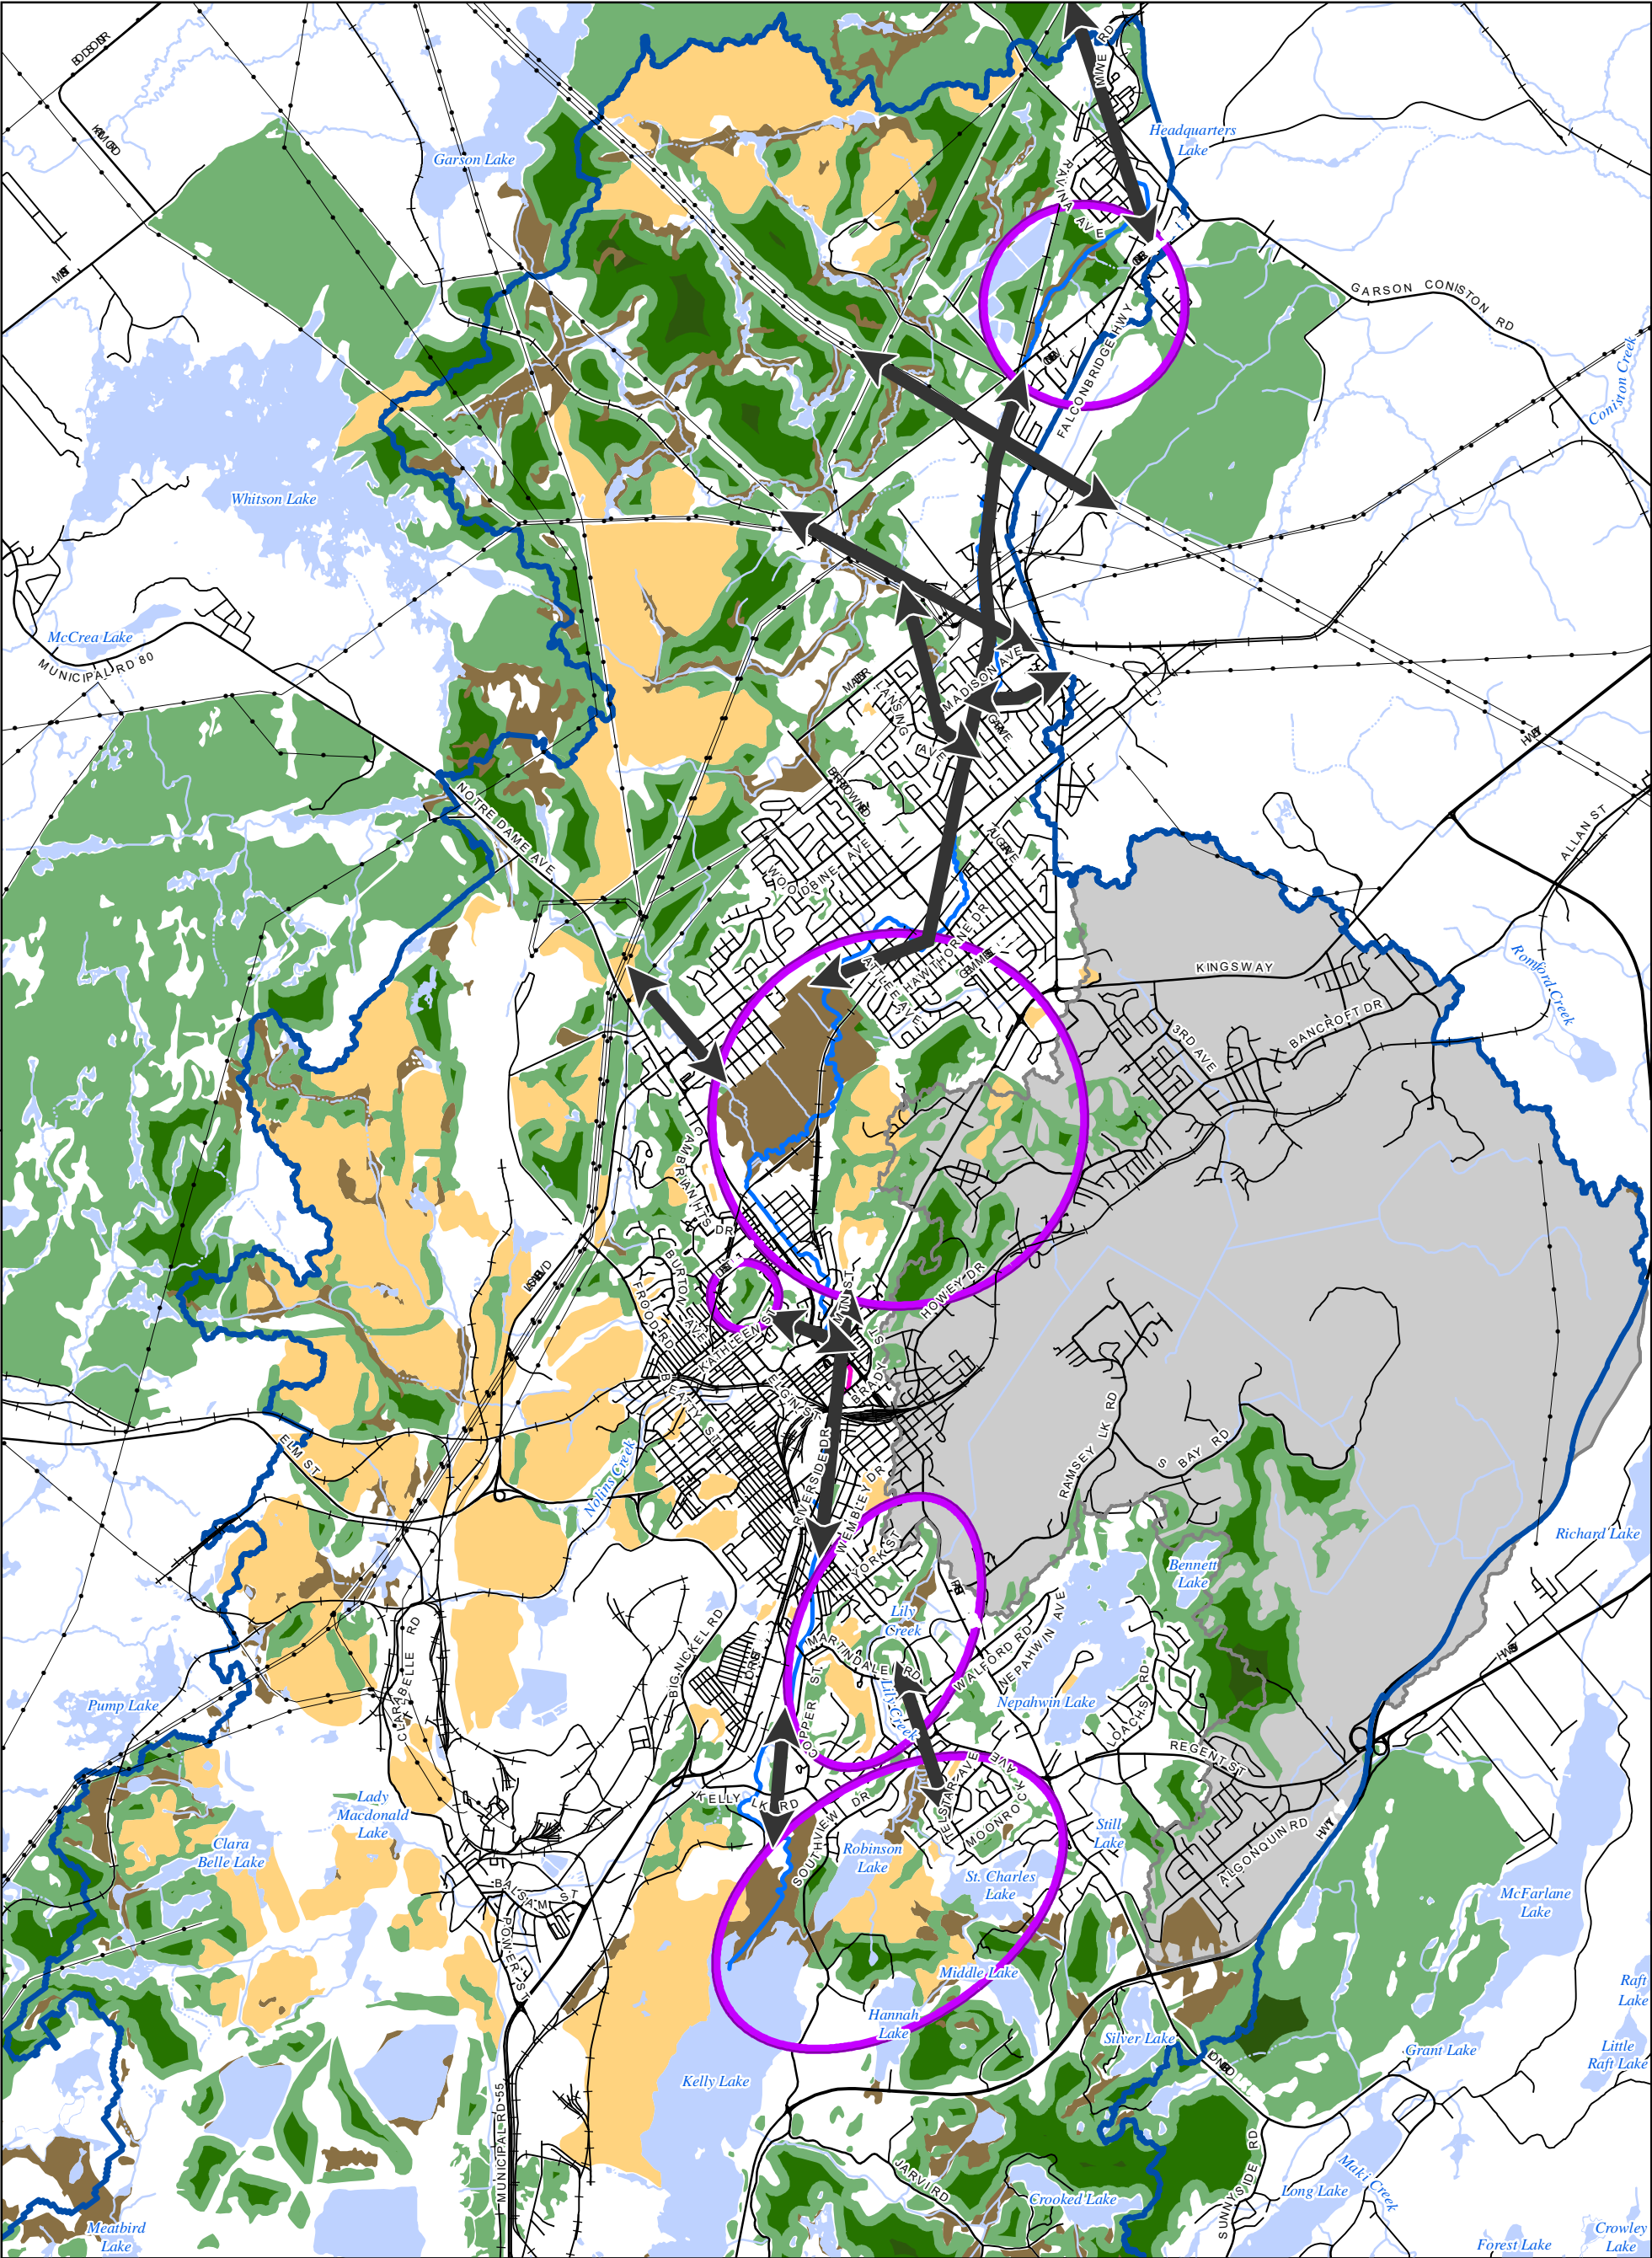 MINE RD
Headquarters
Lake
Garson Lake
RAVINA AVE
GARSON CONISTON RD
FALCONBRIDGE HWY
Coniston Creek
Whitson Lake
McCrea Lake
MUNICIPAL RD 80
MADISON AVE
LANSING AVE
NOTRE DAME AVE
WOODBINE AVE
ALLAN ST
HAWTHORNE DR
ATTLEE AVE
KINGSWAY
Romford Creek
BANCROFT DR
3RD AVE
CAMBRIAN HTS DR
BURTON AVE
FROOD RD
KATHLEEN ST
HOWEY DR
BEATTY ST
ELGIN ST
BRADY ST
ELM ST
Nolins Creek
RIVERSIDE DR
WEMBLEY DR
YORK ST
RAMSEY LK RD
S BAY RD
Richard Lake
Bennett
Lake
Lily
Creek
MARTINDALE RD
WALFORD RD
NEPAHWIN AVE
BIG NICKEL RD
CLARABELLE RD
Pump Lake
COPPER ST
Lily Creek
Nepahwin Lake
LOACHS RD
REGENT ST
KELLY LK RD
SOUTHVIEW DR
TELSTAR AVE
MOONROCK AVE
Lady
Macdonald
Lake
Clara
Belle Lake
Robinson
Lake
St. Charles
Lake
Still
Lake
ALGONQUIN RD
McFarlane
Lake
BALSAM ST
POWER ST
Middle Lake
Hannah
Lake
Silver Lake
Raft
Lake
Grant Lake
Little
Raft Lake
Kelly Lake
MUNICIPAL RD 55
JARVI RD
Crooked Lake
SUNNYSIDE RD
Long Lake
Maki Creek
Meatbird
Lake
Forest Lake
Crowley
Lake